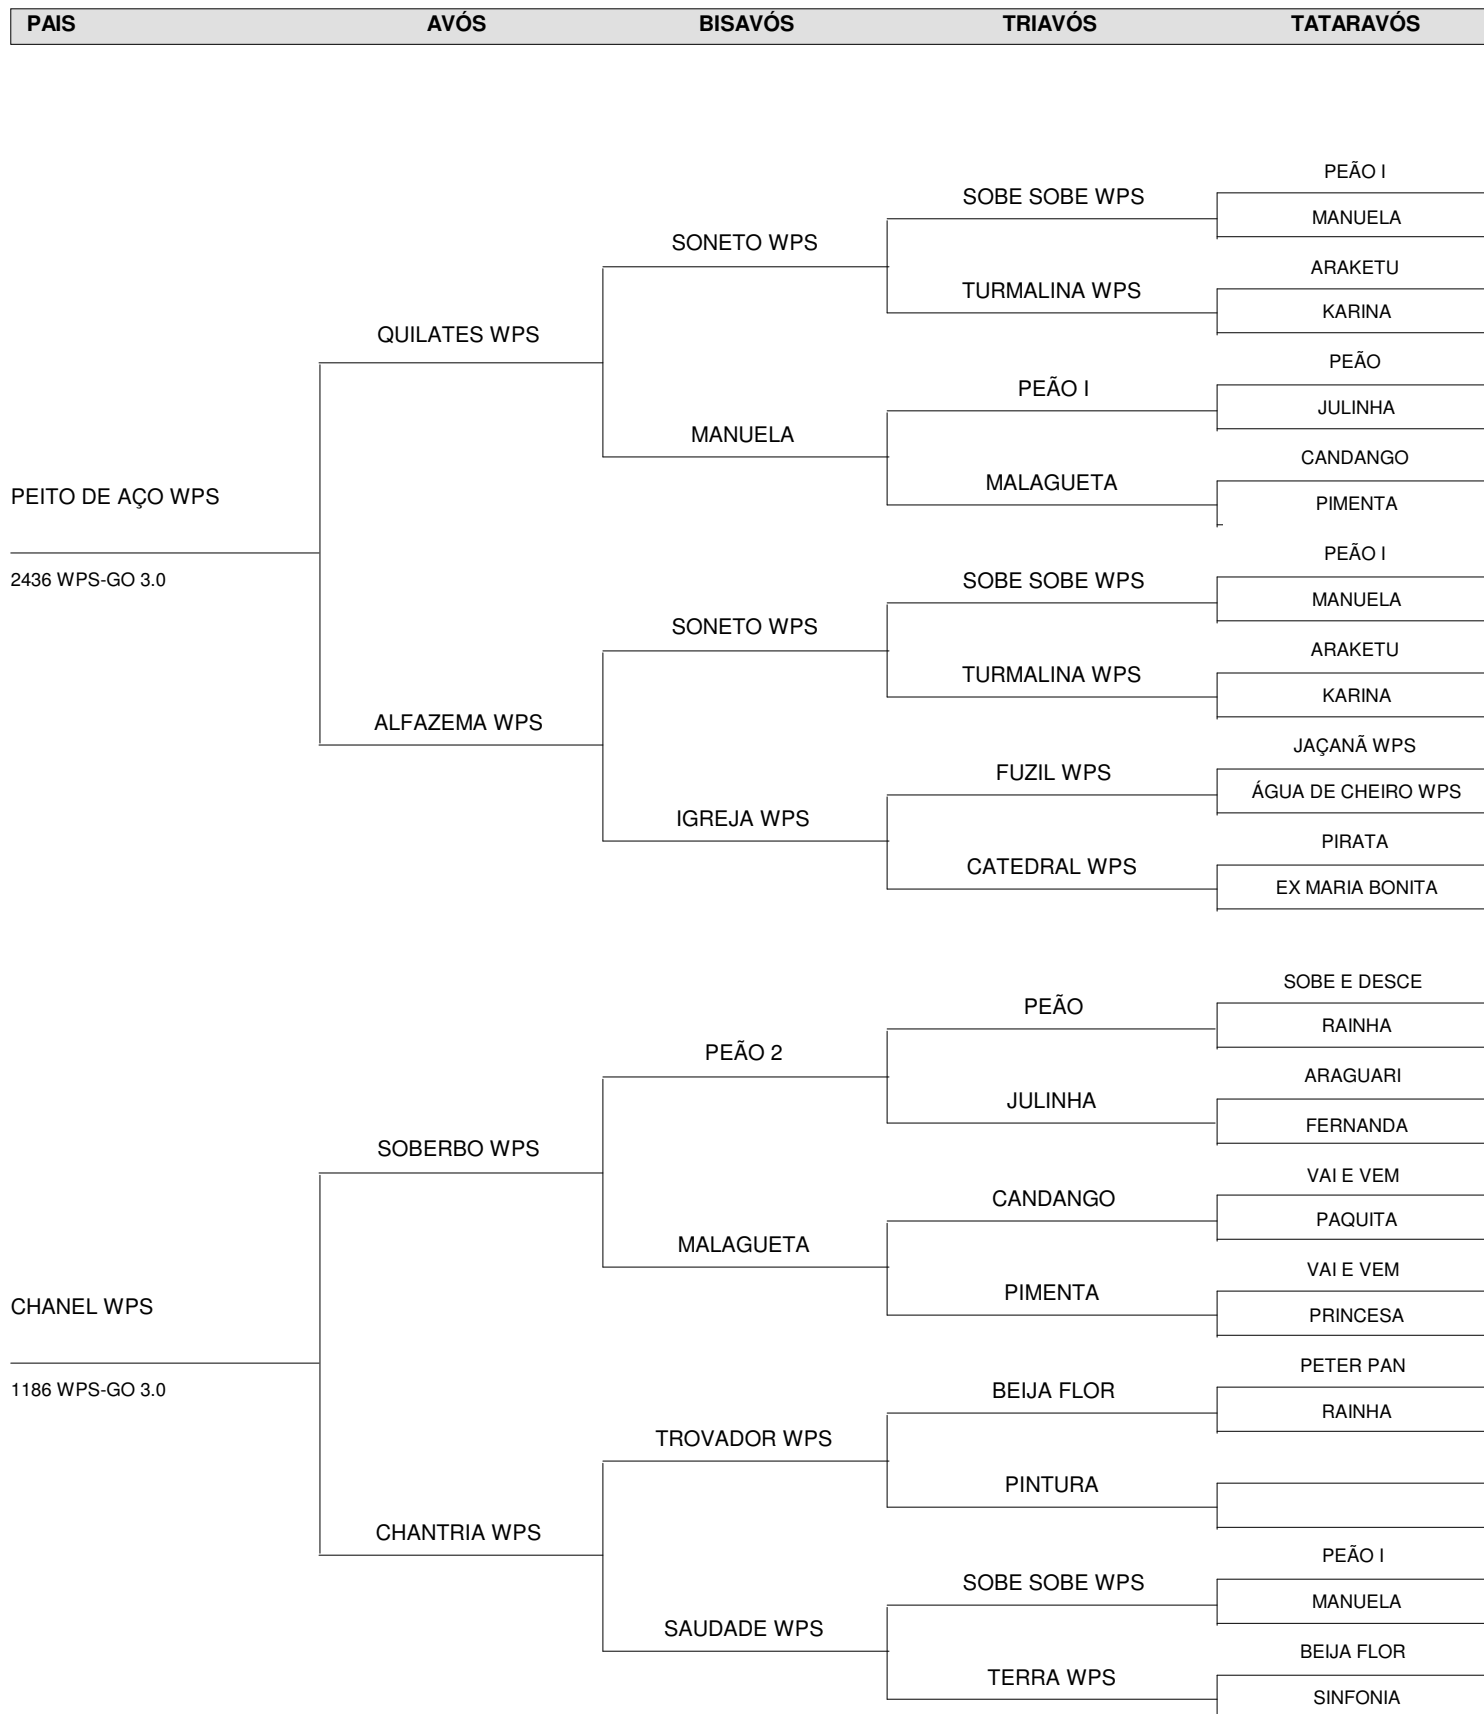 PAIS AVÓS BISAVÓS TRIAVÓS TATARAVÓS
PEÃO I
SOBE SOBE WPS
MANUELA
SONETO WPS
ARAKETU
TURMALINA WPS
KARINA
QUILATES WPS
PEÃO
PEÃO I
JULINHA
MANUELA
CANDANGO
MALAGUETA
PEITO DE AÇO WPS
PIMENTA
PEÃO I
2436 WPS-GO 3.0
SOBE SOBE WPS
MANUELA
SONETO WPS
ARAKETU
TURMALINA WPS
KARINA
ALFAZEMA WPS
JAÇANÃ WPS
FUZIL WPS
ÁGUA DE CHEIRO WPS
IGREJA WPS
PIRATA
CATEDRAL WPS
EX MARIA BONITA
SOBE E DESCE
PEÃO
RAINHA
PEÃO 2
ARAGUARI
JULINHA
FERNANDA
SOBERBO WPS
VAI E VEM
CANDANGO
PAQUITA
MALAGUETA
VAI E VEM
PIMENTA
CHANEL WPS
PRINCESA
PETER PAN
1186 WPS-GO 3.0
BEIJA FLOR
RAINHA
TROVADOR WPS
PINTURA
CHANTRIA WPS
PEÃO I
SOBE SOBE WPS
MANUELA
SAUDADE WPS
BEIJA FLOR
TERRA WPS
SINFONIA